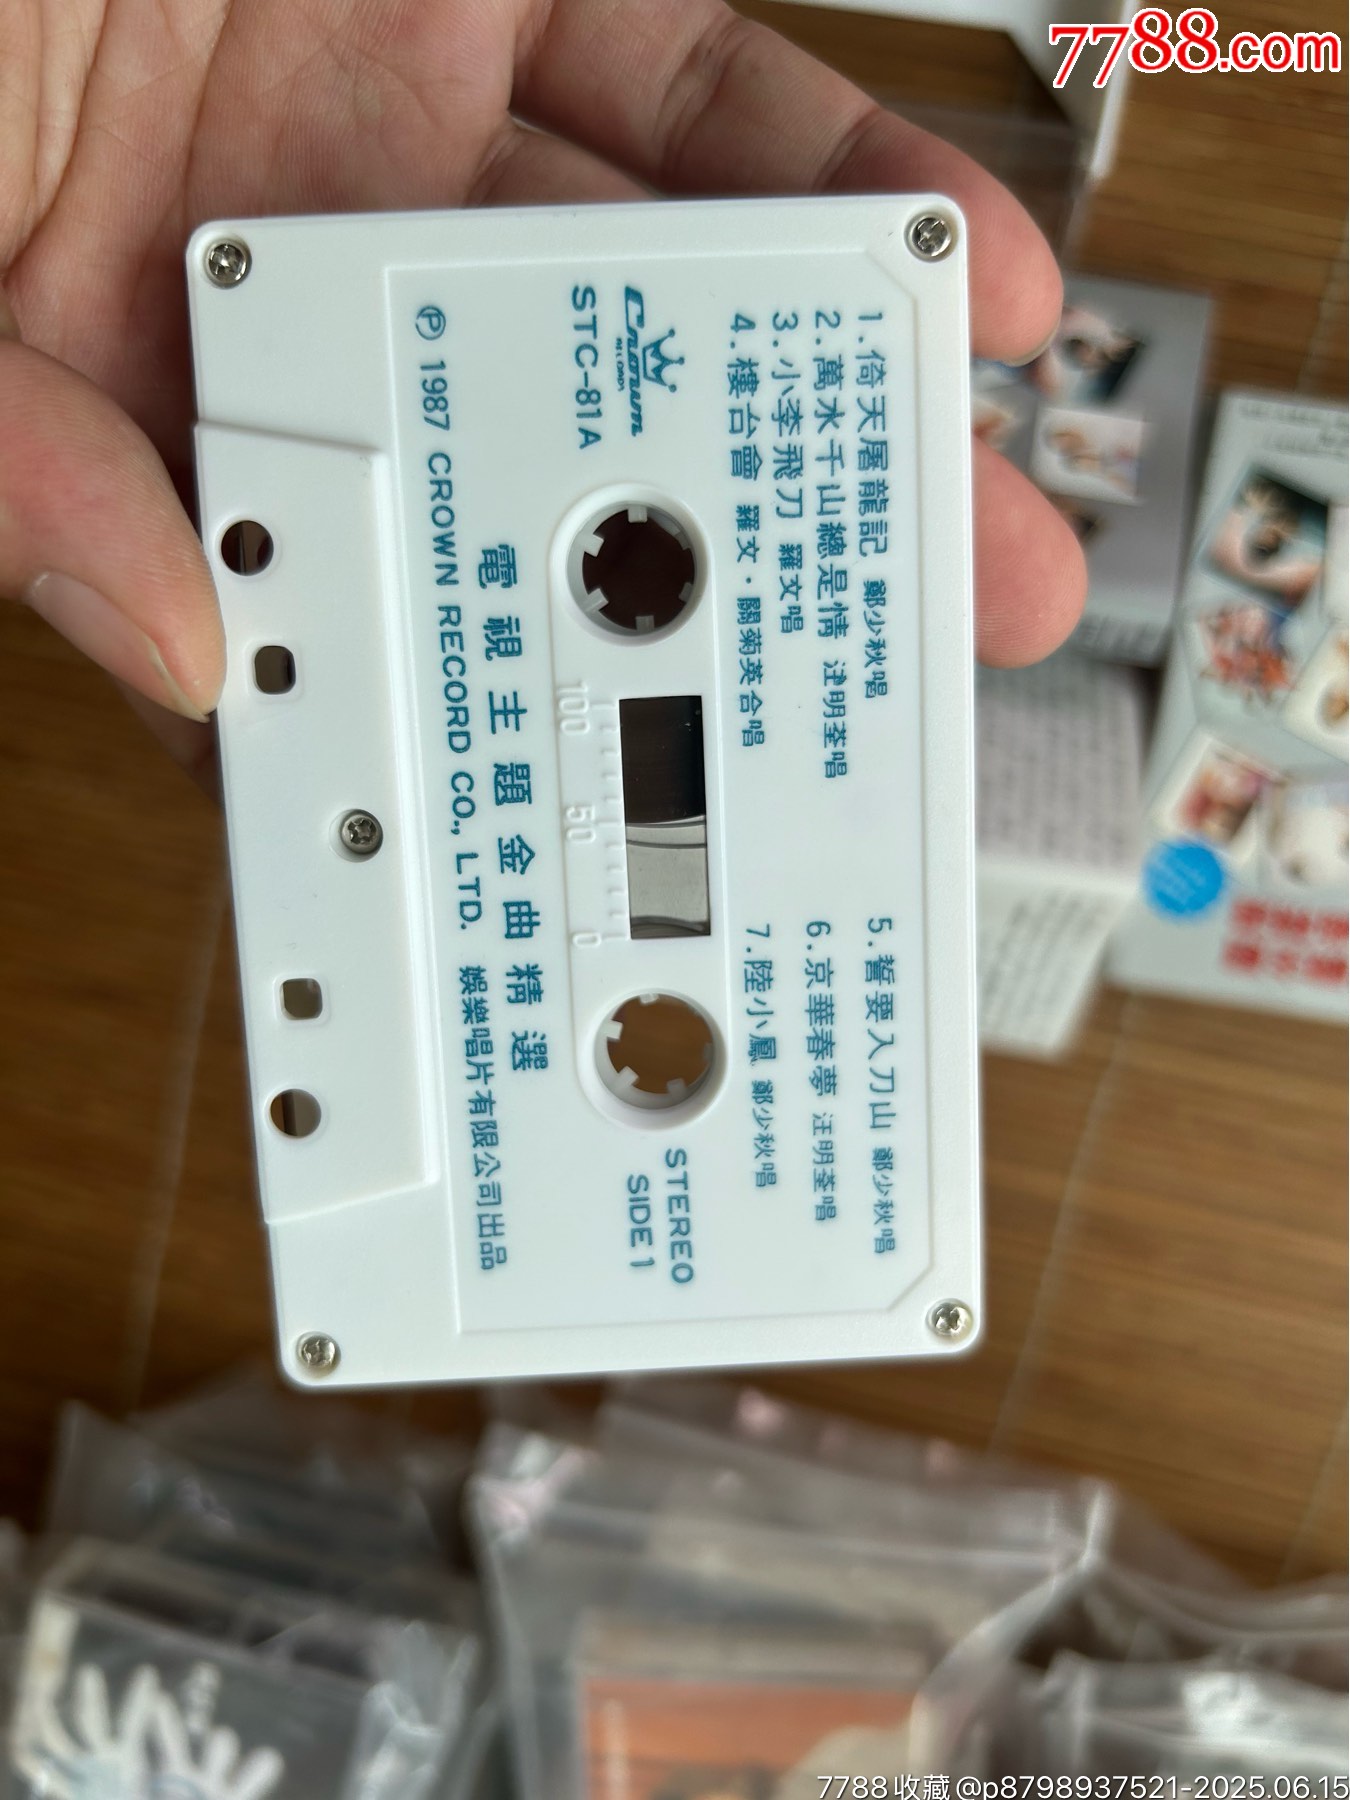 7788.com
1.倚天屠龍記 鄭少秋唱
2.萬水千山總是情 汪明荃唱
3.小李飛刀 羅文唱
4.樓台會 羅文·關菊英合唱
5.誓要入刀山 鄭少秋唱
6.京華春夢 汪明荃唱
7.陸小鳳 鄭少秋唱
Crown
RECORDS
STC-81A
STEREO
SIDE 1
100 50 0
電視主題金曲精選
Ⓟ 1987 CROWN RECORD CO., LTD. 娛樂唱片有限公司出品
7788收藏@p8798937521-2025.06.15